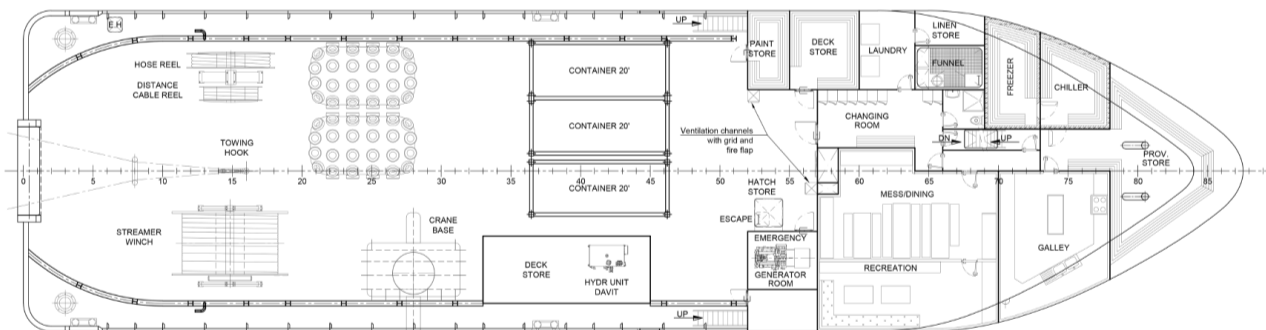 E.H
UP
HOSE REEL
DISTANCE
CABLE REEL
TOWING
HOOK
STREAMER
WINCH
CRANE
BASE
CONTAINER 20'
CONTAINER 20'
CONTAINER 20'
DECK
STORE
HYDR UNIT
DAVIT
PAINT
STORE
DECK
STORE
LAUNDRY
LINEN
STORE
FUNNEL
FREEZER
CHILLER
CHANGING
ROOM
Ventilation channels
with grid and
fire flap
DN
UP
PROV.
STORE
0 5 10 15 20 25 30 35 40 45 50 55 60 65 70 75 80 85
HATCH
STORE
ESCAPE
EMERGENCY
GENERATOR
ROOM
MESS/DINING
RECREATION
GALLEY
UP